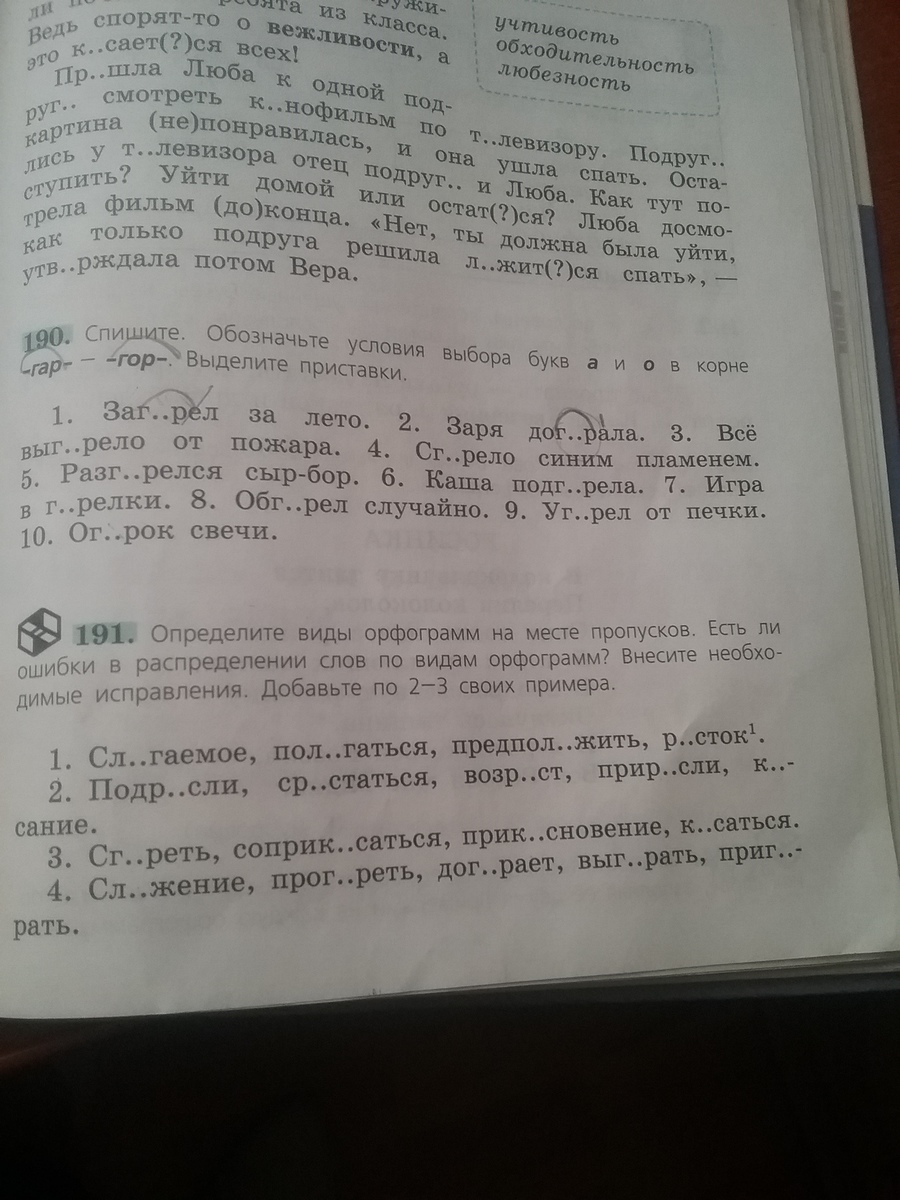 ребята из класса.
Ведь спорят-то о вежливости, а
это к..сает(?)ся всех!
учтивость
обходительность
любезность
Пр..шла Люба к одной под-
руг.. смотреть к..нофильм по т..левизору. Подруг..
картина (не)понравилась, и она ушла спать. Оста-
лись у т..левизора отец подруг.. и Люба. Как тут по-
ступить? Уйти домой или остат(?)ся? Люба досмо-
трела фильм (до)конца. «Нет, ты должна была уйти,
как только подруга решила л..жит(?)ся спать», —
утв..рждала потом Вера.
190. Спишите. Обозначьте условия выбора букв а и о в корне
-гар- — -гор-. Выделите приставки.
1. Заг..рел за лето. 2. Заря дог..рала. 3. Всё
выг..рело от пожара. 4. Сг..рело синим пламенем.
5. Разг..релся сыр-бор. 6. Каша подг..рела. 7. Игра
в г..релки. 8. Обг..рел случайно. 9. Уг..рел от печки.
10. Ог..рок свечи.
191. Определите виды орфограмм на месте пропусков. Есть ли
ошибки в распределении слов по видам орфограмм? Внесите необхо-
димые исправления. Добавьте по 2—3 своих примера.
1. Сл..гаемое, пол..гаться, предпол..жить, р..сток¹.
2. Подр..сли, ср..статься, возр..ст, прир..сли, к..-
сание.
3. Сг..реть, соприк..саться, прик..сновение, к..саться.
4. Сл..жение, прог..реть, дог..рает, выг..рать, приг..-
рать.